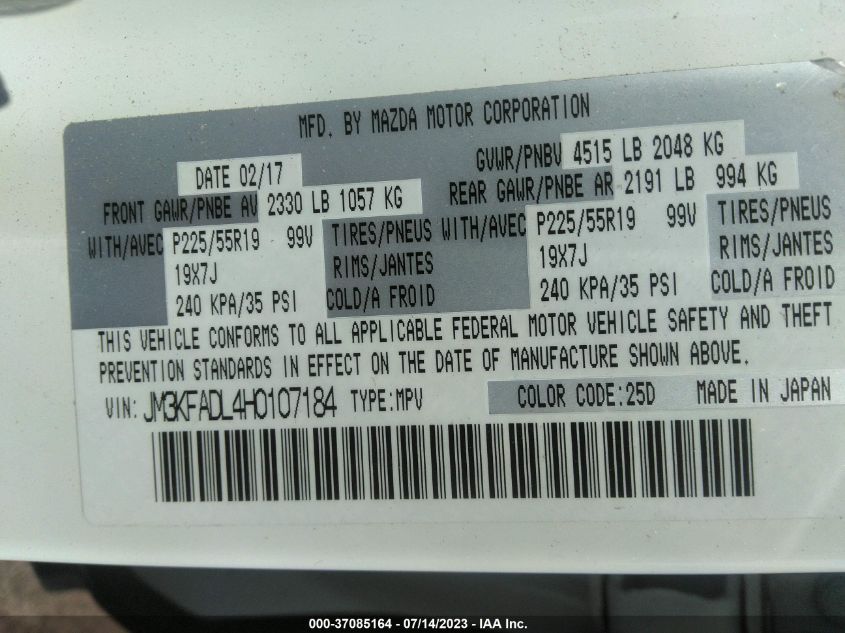 MFD. BY MAZDA MOTOR CORPORATION
DATE 02/17 GVWR/PNBV 4515 LB 2048 KG
FRONT GAWR/PNBE AV 2330 LB 1057 KG REAR GAWR/PNBE AR 2191 LB 994 KG
WITH/AVEC P225/55R19 99V TIRES/PNEUS WITH/AVEC P225/55R19 99V TIRES/PNEUS
19X7J RIMS/JANTES 19X7J RIMS/JANTES
240 KPA/35 PSI COLD/A FROID 240 KPA/35 PSI COLD/A FROID
THIS VEHICLE CONFORMS TO ALL APPLICABLE FEDERAL MOTOR VEHICLE SAFETY AND THEFT
PREVENTION STANDARDS IN EFFECT ON THE DATE OF MANUFACTURE SHOWN ABOVE.
VIN: JM3KFADL4H0107184 TYPE:MPV COLOR CODE:25D MADE IN JAPAN
000-37085164 - 07/14/2023 - IAA Inc.